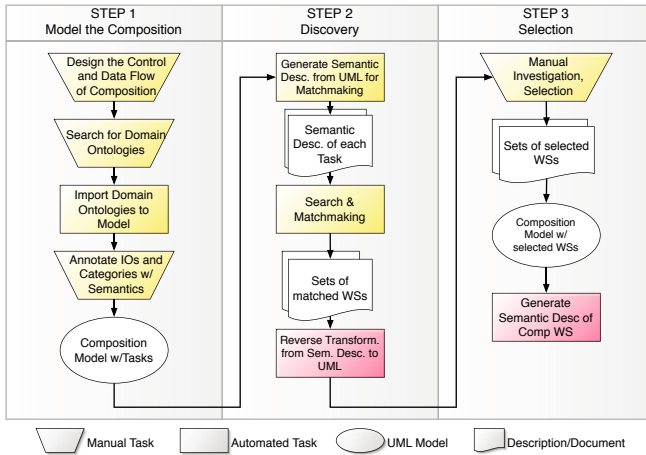 STEP 1
Model the Composition
Design the Control
and Data Flow
of Composition
Search for Domain
Ontologies
Import Domain
Ontologies to
Model
Annotate IOs and
Categories w/
Semantics
Composition
Model w/Tasks
STEP 2
Discovery
Generate Semantic
Desc. from UML for
Matchmaking
Semantic
Desc. of each
Task
Search &
Matchmaking
Sets of
matched WSs
Reverse Transform.
from Sem. Desc. to
UML
STEP 3
Selection
Manual
Investigation,
Selection
Sets of selected
WSs
Composition
Model w/
selected WSs
Generate
Semantic Desc of
Comp WS
Manual Task
Automated Task
UML Model
Description/Document